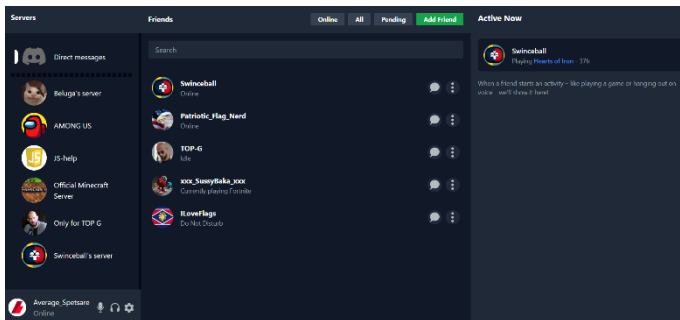 Servers
Direct messages
Beluga's server
AMONG US
JS
JS-help
Official Minecraft
Server
Only for TOP G
Swinceball's server
Average_Spetsare
Online
Friends
Online
All
Pending
Add Friend
Search
Swinceball
Online
Patriotic_Flag_Nerd
Online
TOP-G
Idle
xxx_SussyBaka_xxx
Currently playing Fortnite
ILoveFlags
Do Not Disturb
Active Now
Swinceball
Playing Hearts of Iron - 37h
When a friend starts an activity – like playing a game or hanging out on
voice - we'll show it here!